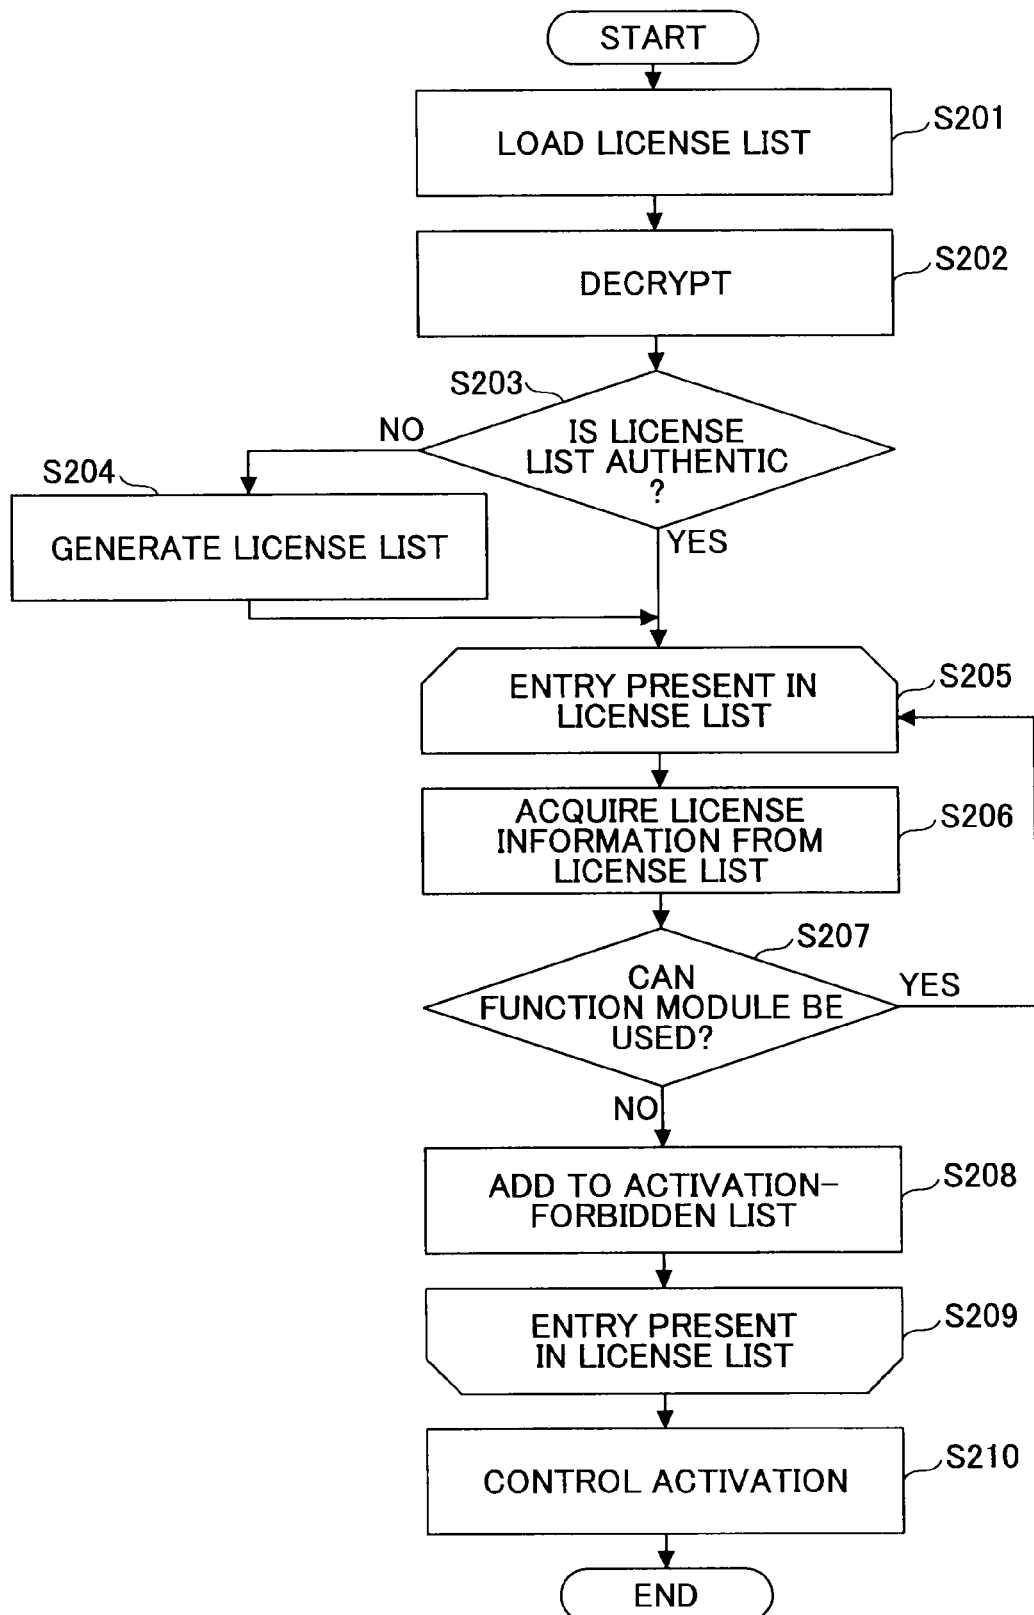 START
LOAD LICENSE LIST
S201
DECRYPT
S202
S203
IS LICENSE
LIST AUTHENTIC
?
NO
YES
S204
GENERATE LICENSE LIST
ENTRY PRESENT IN
LICENSE LIST
S205
ACQUIRE LICENSE
INFORMATION FROM
LICENSE LIST
S206
S207
CAN
FUNCTION MODULE BE
USED?
YES
NO
ADD TO ACTIVATION-
FORBIDDEN LIST
S208
ENTRY PRESENT
IN LICENSE LIST
S209
CONTROL ACTIVATION
S210
END